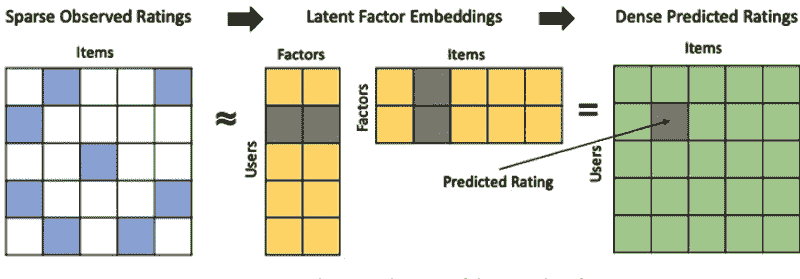 Sparse Observed Ratings
Latent Factor Embeddings
Dense Predicted Ratings
Items
Factors
Items
Items
≈
Users
Factors
=
Users
Predicted Rating